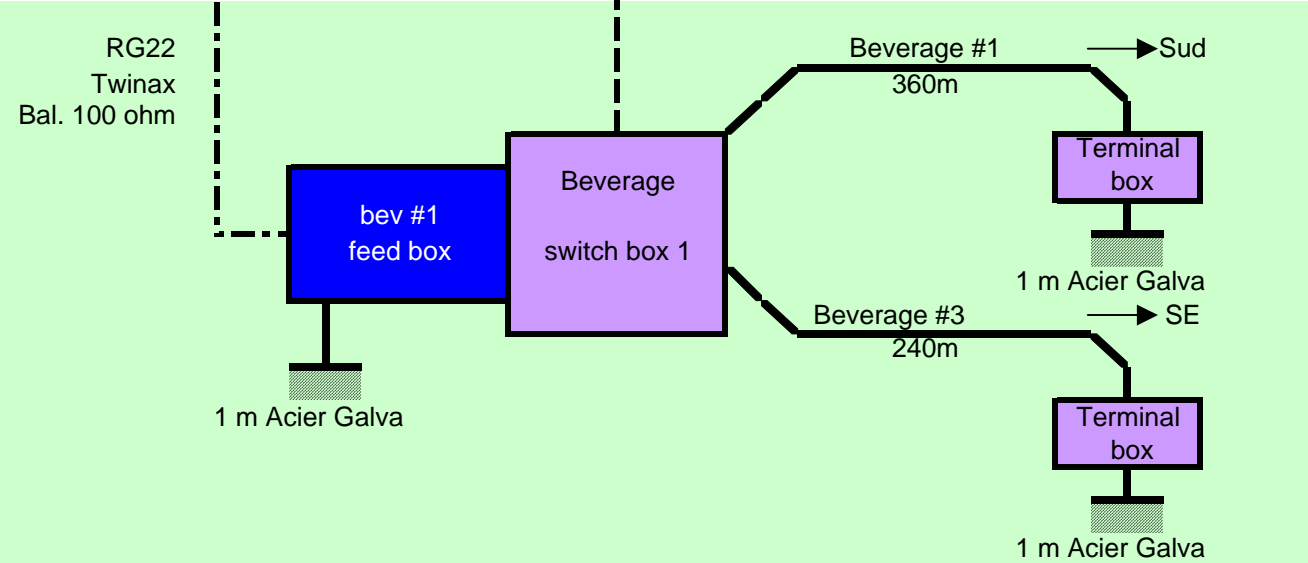 RG22
Twinax
Bal. 100 ohm
bev #1
feed box
1 m Acier Galva
Beverage
switch box 1
Beverage #1
360m
Sud
Terminal
box
1 m Acier Galva
Beverage #3
240m
SE
Terminal
box
1 m Acier Galva